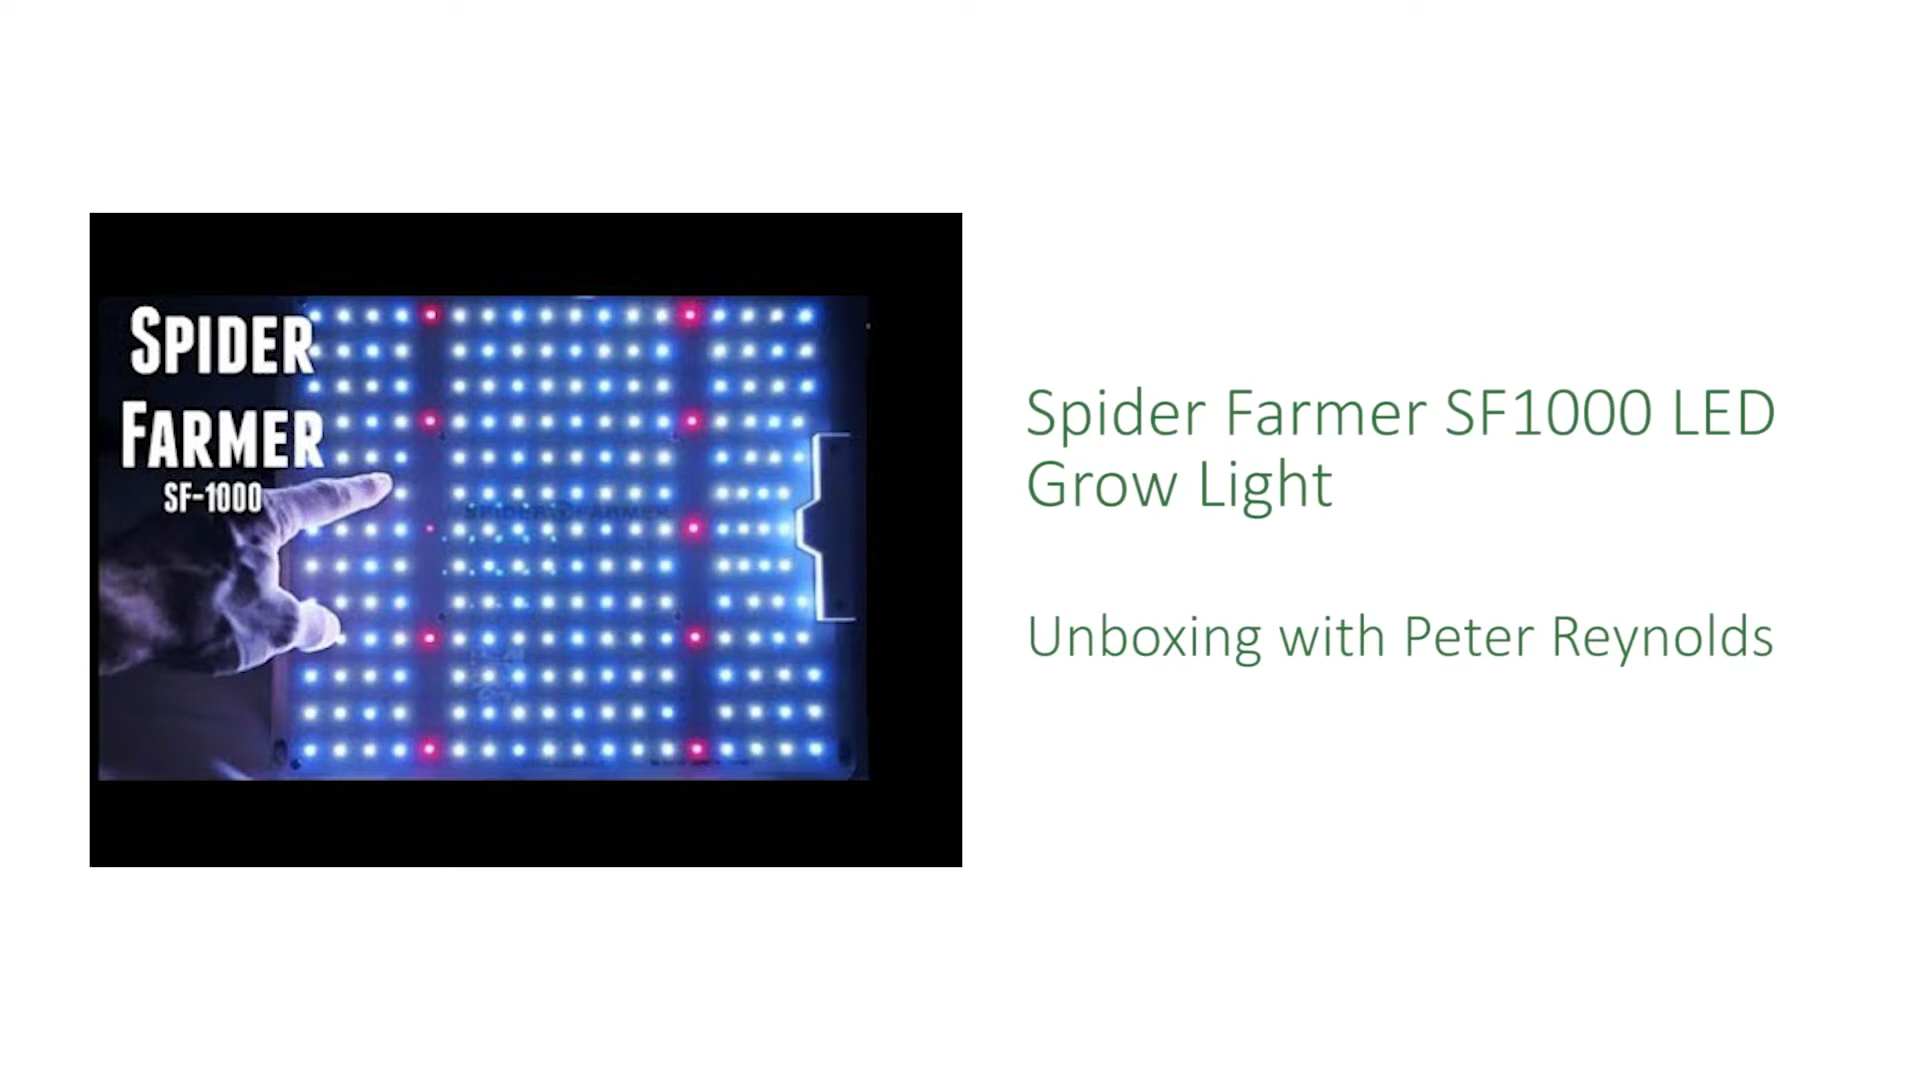 SPIDER
FARMER
SF-1000
Spider Farmer SF1000 LED
Grow Light
Unboxing with Peter Reynolds